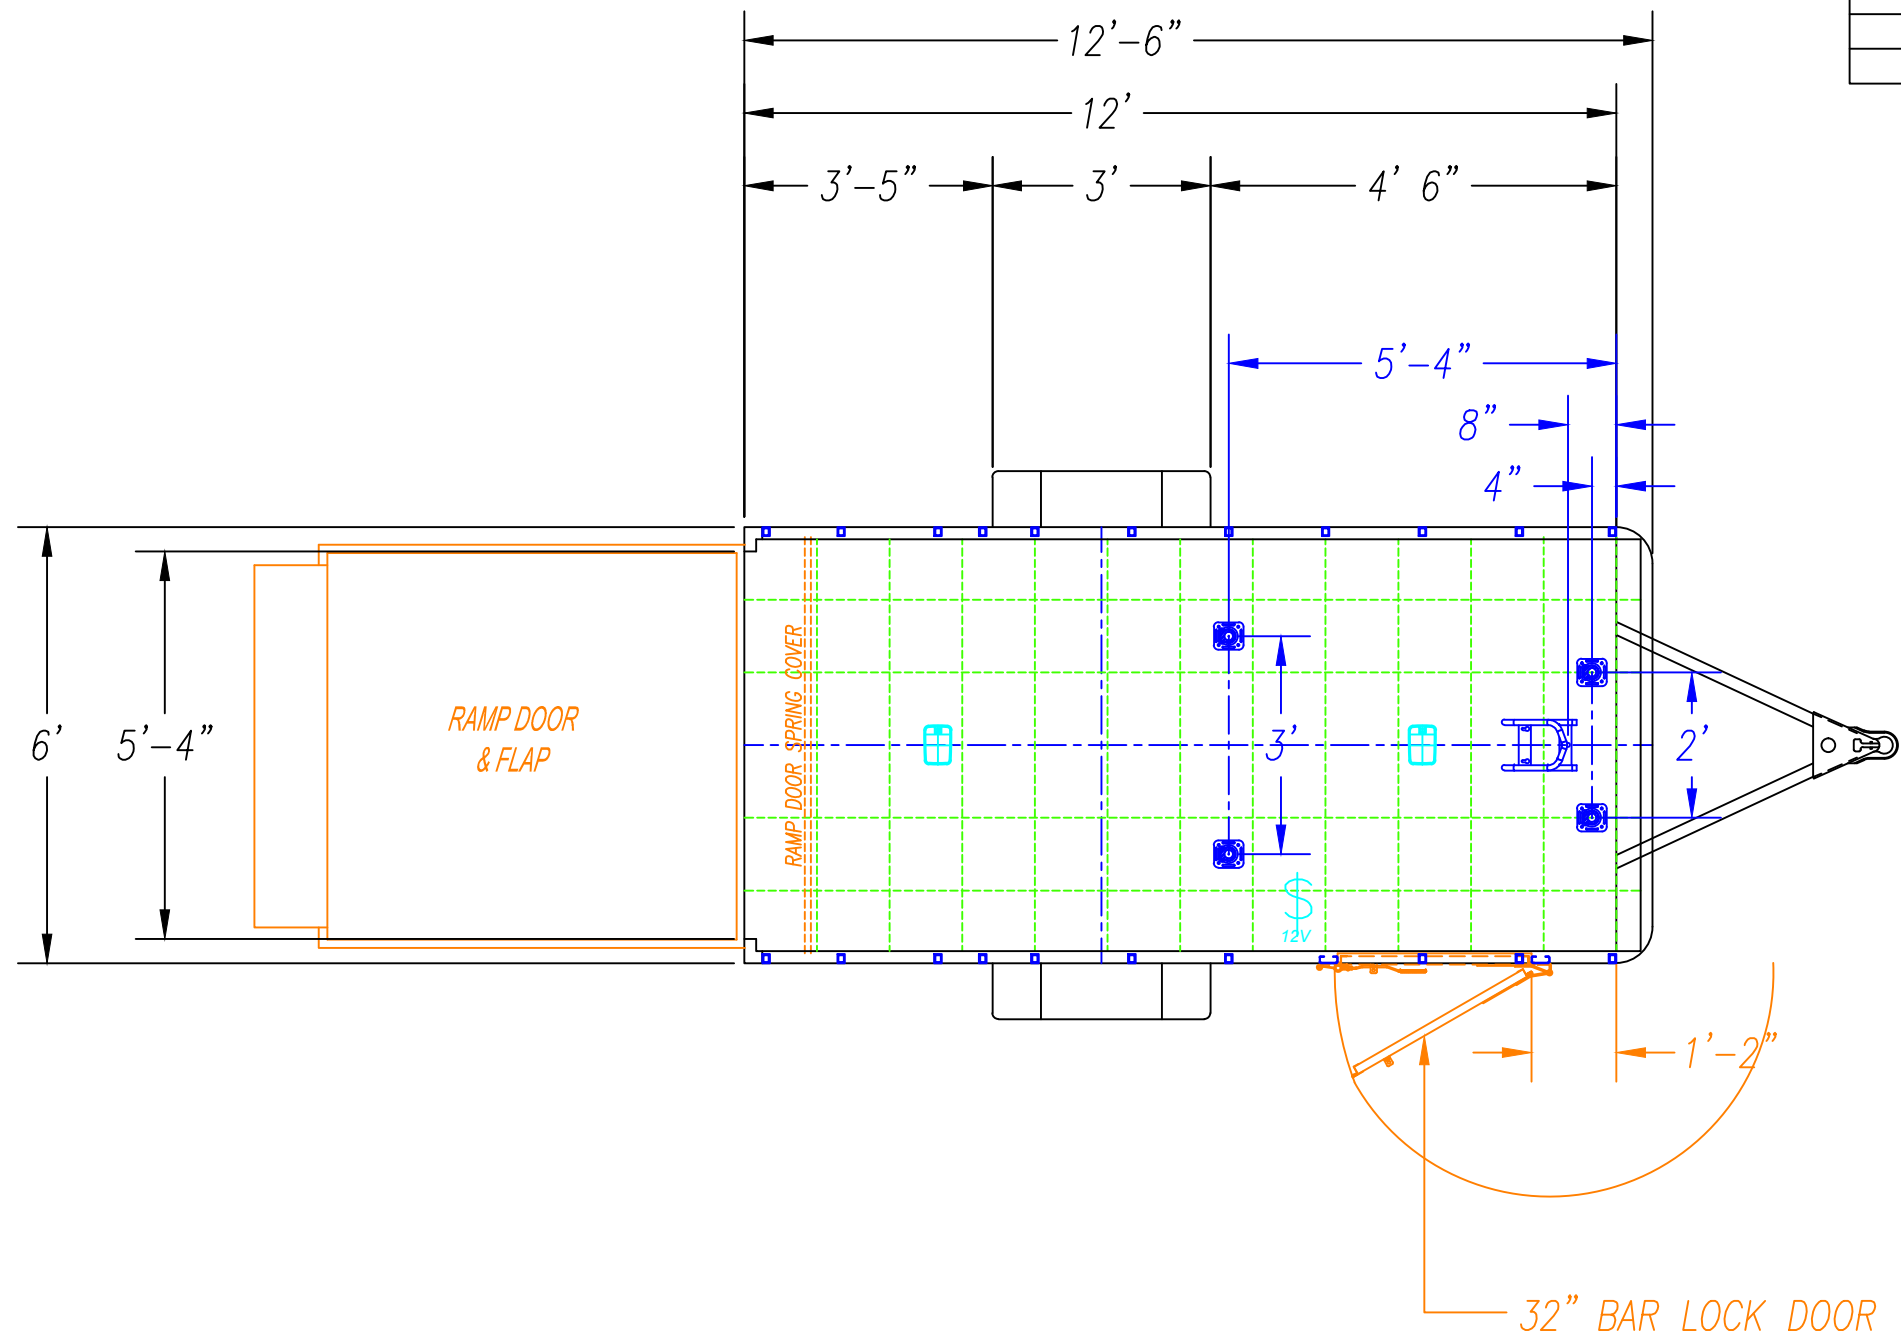 12'-6"
12'
3'-5"
3'
4' 6"
5'-4"
8"
4"
6'
5'-4"
RAMP DOOR
& FLAP
RAMP DOOR SPRING COVER
3'
2'
12V
1'-2"
32" BAR LOCK DOOR